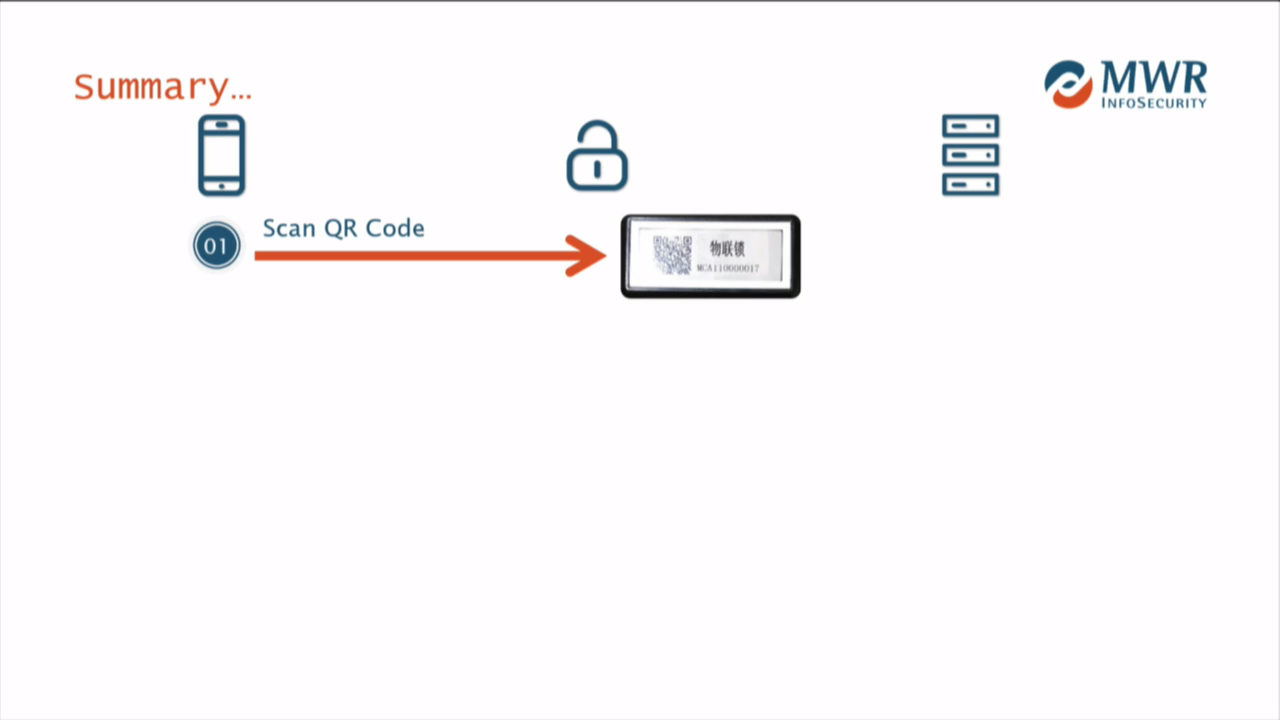 Summary…
MWR
INFOSECURITY
01
Scan QR Code
物联锁
MCA110000017